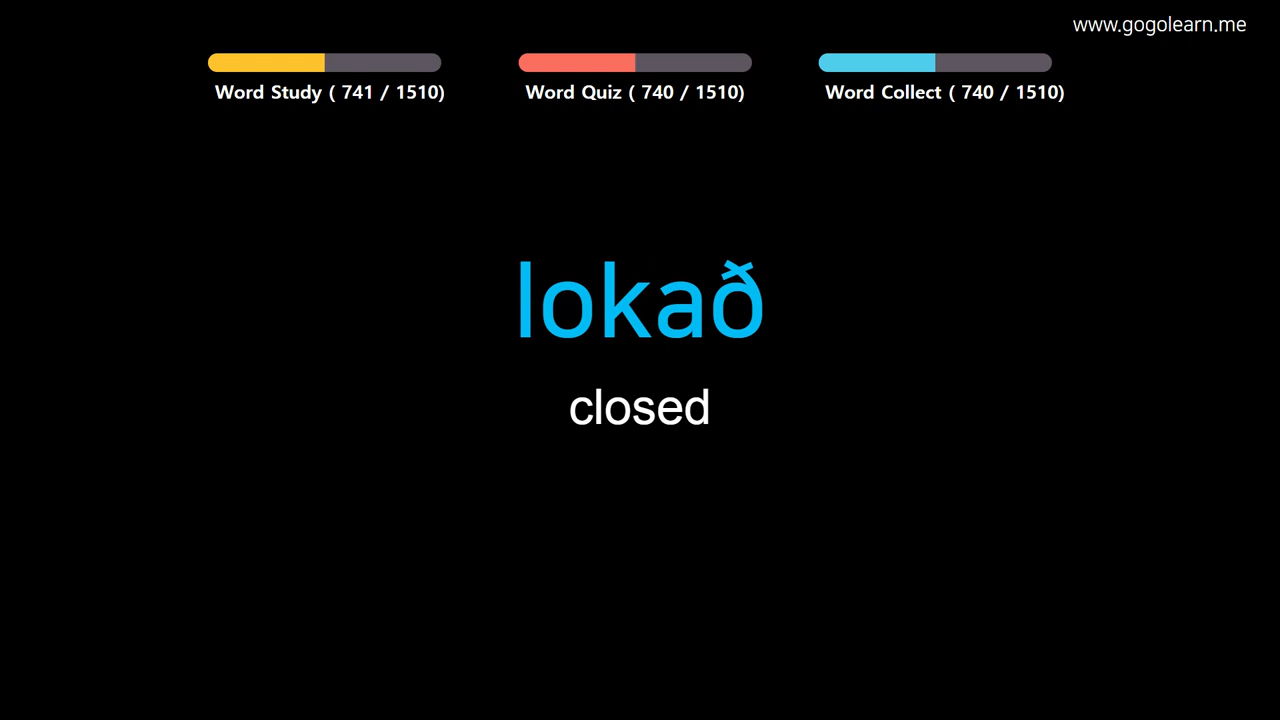 www.gogolearn.me
Word Study ( 741 / 1510)
Word Quiz ( 740 / 1510)
Word Collect ( 740 / 1510)
lokað
closed